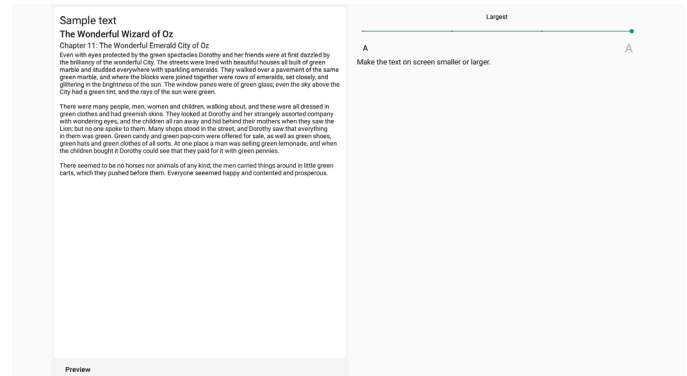 Sample text
The Wonderful Wizard of Oz
Chapter 11: The Wonderful Emerald City of Oz
Even with eyes protected by the green spectacles Dorothy and her friends were at first dazzled by
the brilliancy of the wonderful City. The streets were lined with beautiful houses all built of green
marble and studded everywhere with sparkling emeralds. They walked over a pavement of the same
green marble, and where the blocks were joined together were rows of emeralds, set closely, and
glittering in the brightness of the sun. The window panes were of green glass; even the sky above the
City had a green tint, and the rays of the sun were green.
There were many people, men, women and children, walking about, and these were all dressed in
green clothes and had greenish skins. They looked at Dorothy and her strangely assorted company
with wondering eyes, and the children all ran away and hid behind their mothers when they saw the
Lion; but no one spoke to them. Many shops stood in the street, and Dorothy saw that everything
in them was green. Green candy and green pop-corn were offered for sale, as well as green shoes,
green hats and green clothes of all sorts. At one place a man was selling green lemonade, and when
the children bought it Dorothy could see that they paid for it with green pennies.
There seemed to be no horses nor animals of any kind; the men carried things around in little green
carts, which they pushed before them. Everyone seeemed happy and contented and prosperous.
Preview
Largest
A A
Make the text on screen smaller or larger.